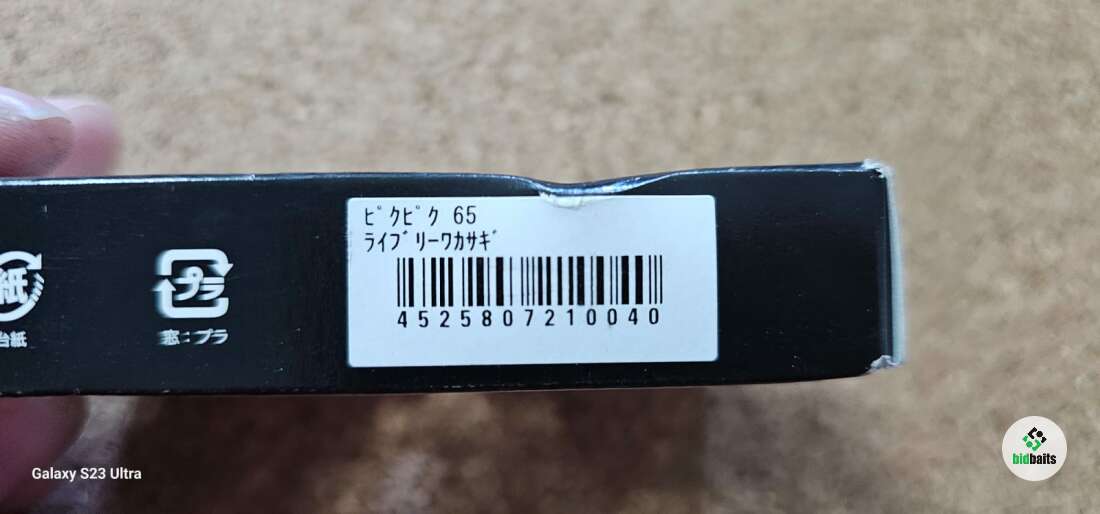 ﾋﾟｸﾋﾟｸ 65
ﾗｲﾌﾞﾘｰﾜｶｻｷﾞ
4525807210040
紙
台紙
プラ
窓:プラ
Galaxy S23 Ultra
bidbaits